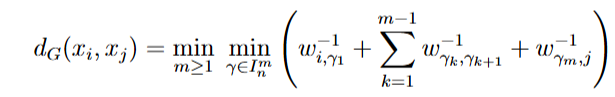 $d_G(x_i, x_j) = \min_{m \geq 1} \min_{\gamma \in I_n^m} \left( w_{i,\gamma_1}^{-1} + \sum_{k=1}^{m-1} w_{\gamma_k,\gamma_{k+1}}^{-1} + w_{\gamma_m,j}^{-1} \right)$